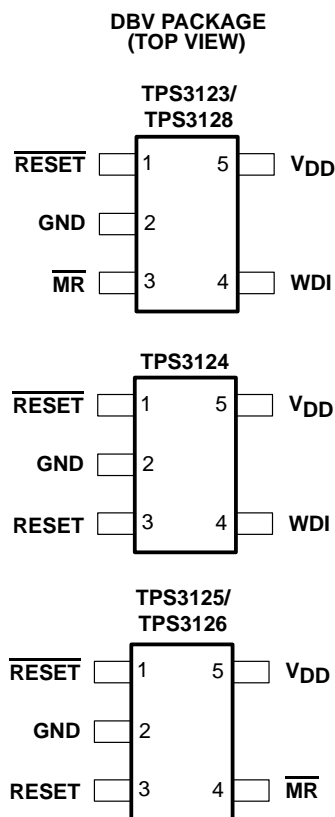 DBV PACKAGE
(TOP VIEW)
TPS3123/
TPS3128
RESET 1 5 VDD
GND 2
MR 3 4 WDI
TPS3124
RESET 1 5 VDD
GND 2
RESET 3 4 WDI
TPS3125/
TPS3126
RESET 1 5 VDD
GND 2
RESET 3 4 MR